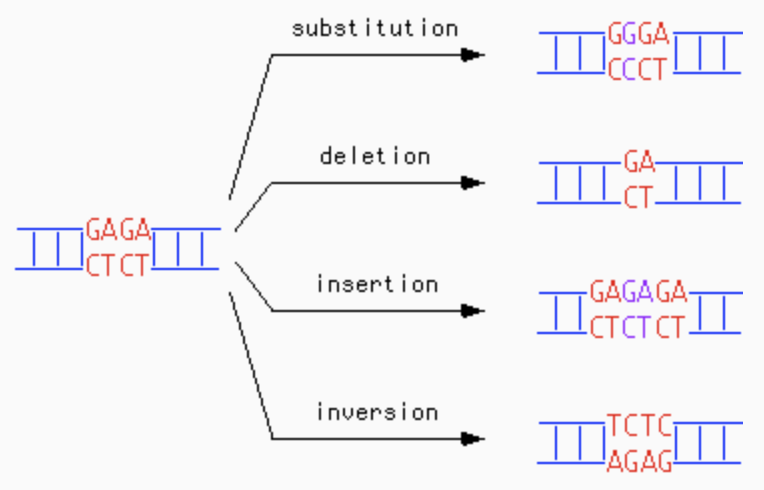 substitution
GGGA
CCCT
deletion
GA
CT
GAGA
CTCT
insertion
GAGAGA
CTCTCT
inversion
TCTC
AGAG